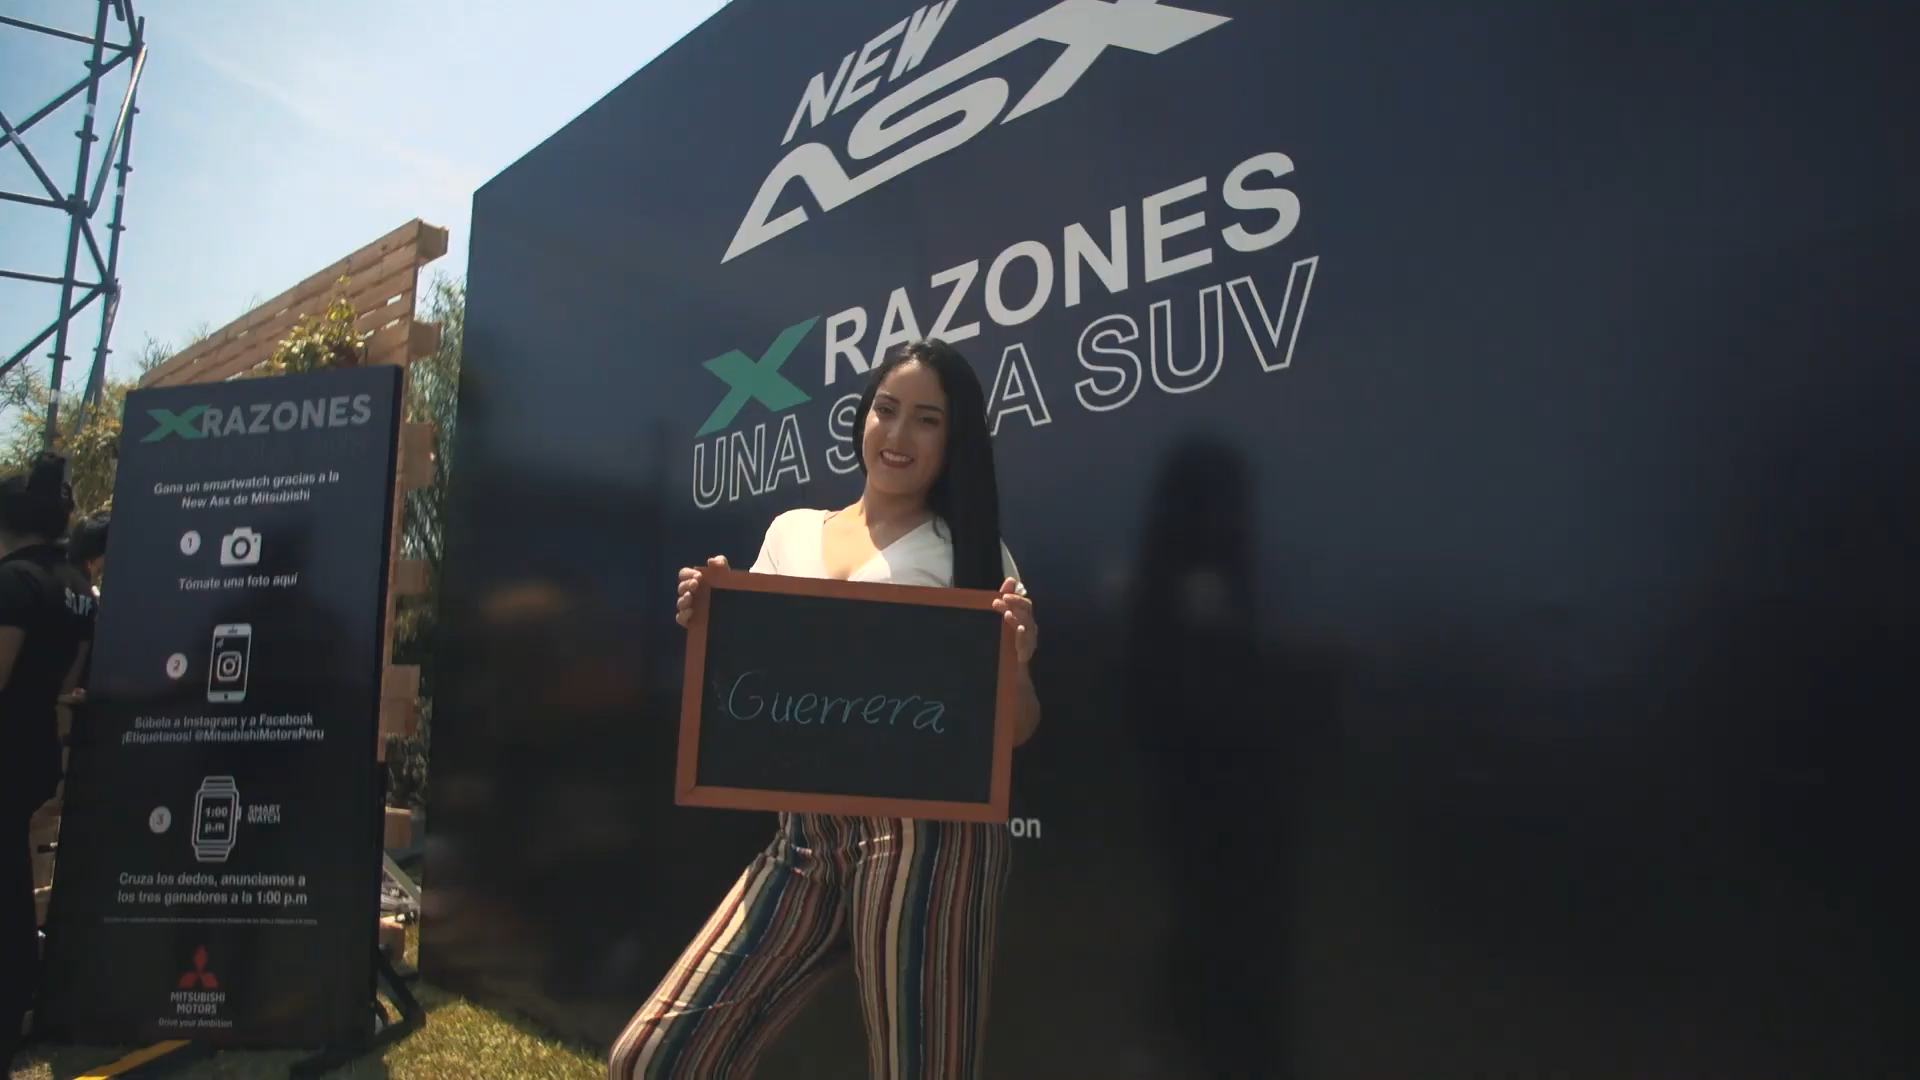 NEW
ASX
X RAZONES
UNA S A SUV
on
Guerrera
XRAZONES
Gana un smartwatch gracias a la
New Asx de Mitsubishi
1
Tómate una foto aquí
2
Súbela a Instagram y a Facebook
¡Etiquétanos! @MitsubishiMotorsPeru
3
1:00
p.m
SMART
WATCH
Cruza los dedos, anunciamos a
los tres ganadores a la 1:00 p.m
MITSUBISHI
MOTORS
Drive your Ambition